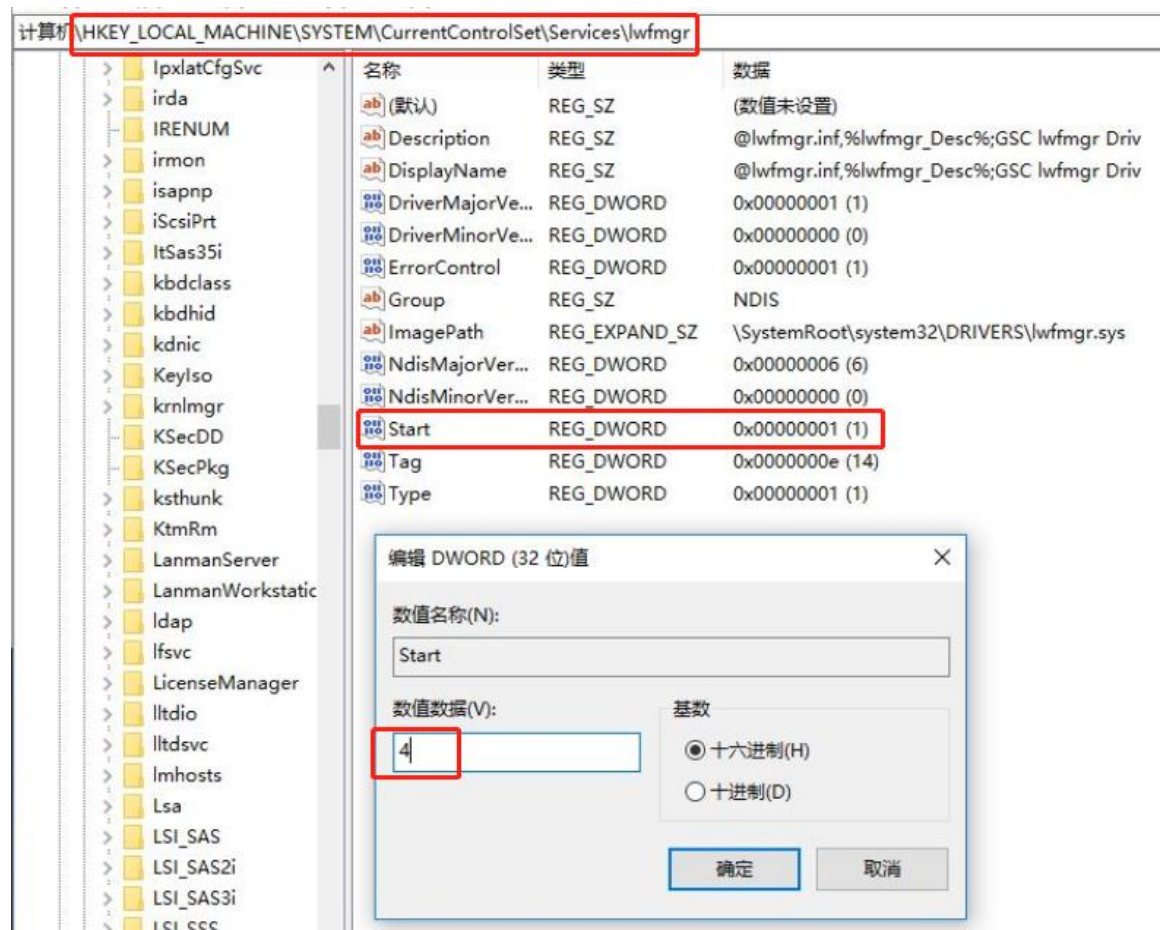 计算机\HKEY_LOCAL_MACHINE\SYSTEM\CurrentControlSet\Services\lwfmgr
IpxlatCfgSvc
irda
IRENUM
irmon
isapnp
iScsiPrt
ItSas35i
kbdclass
kbdhid
kdnic
KeyIso
krnlmgr
KSecDD
KSecPkg
ksthunk
KtmRm
LanmanServer
LanmanWorkstatic
ldap
lfsvc
LicenseManager
lltdio
lltdsvc
lmhosts
Lsa
LSI_SAS
LSI_SAS2i
LSI_SAS3i
LSI_SSS
名称 类型 数据
(默认) REG_SZ (数值未设置)
Description REG_SZ @lwfmgr.inf,%lwfmgr_Desc%;GSC lwfmgr Driv
DisplayName REG_SZ @lwfmgr.inf,%lwfmgr_Desc%;GSC lwfmgr Driv
DriverMajorVe... REG_DWORD 0x00000001 (1)
DriverMinorVe... REG_DWORD 0x00000000 (0)
ErrorControl REG_DWORD 0x00000001 (1)
Group REG_SZ NDIS
ImagePath REG_EXPAND_SZ \SystemRoot\system32\DRIVERS\lwfmgr.sys
NdisMajorVer... REG_DWORD 0x00000006 (6)
NdisMinorVer... REG_DWORD 0x00000000 (0)
Start REG_DWORD 0x00000001 (1)
Tag REG_DWORD 0x0000000e (14)
Type REG_DWORD 0x00000001 (1)
编辑 DWORD (32 位)值
数值名称(N):
Start
数值数据(V):
4
基数
十六进制(H)
十进制(D)
确定 取消